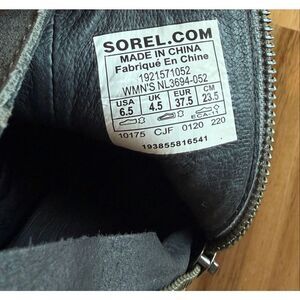 SOREL.COM
MADE IN CHINA
Fabriqué En Chine
1921571052
WMN'S NL3694-052
USA UK EUR CM
6.5 4.5 37.5 23.5
10175 CJF 0120 220
193855816541